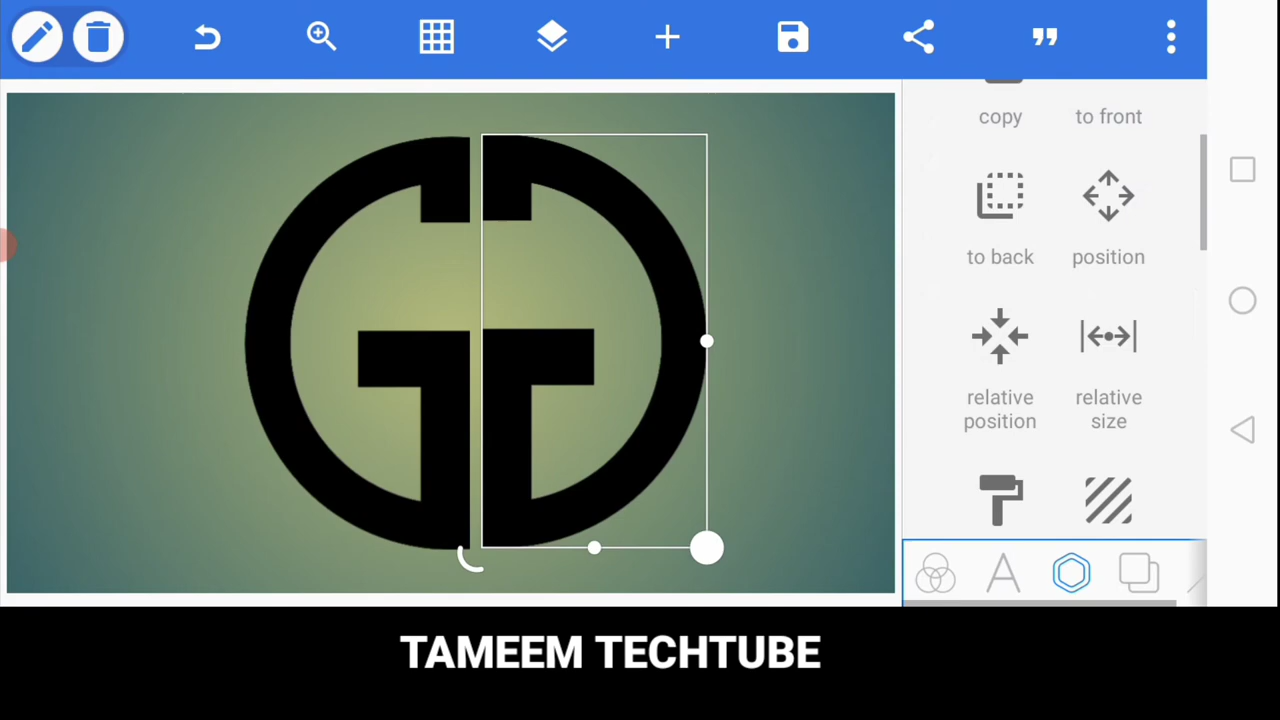 copy
to front
to back
position
relative
position
relative
size
TAMEEM TECHTUBE